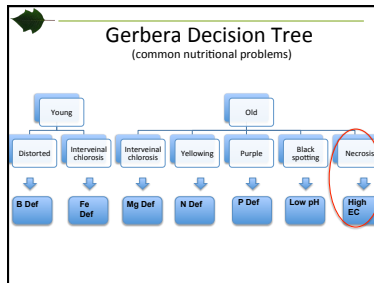 Gerbera Decision Tree
(common nutritional problems)
Young
Old
Distorted
Interveinal
chlorosis
Interveinal
chlorosis
Yellowing
Purple
Black
spotting
Necrosis
B Def
Fe
Def
Mg Def
N Def
P Def
Low pH
High
EC